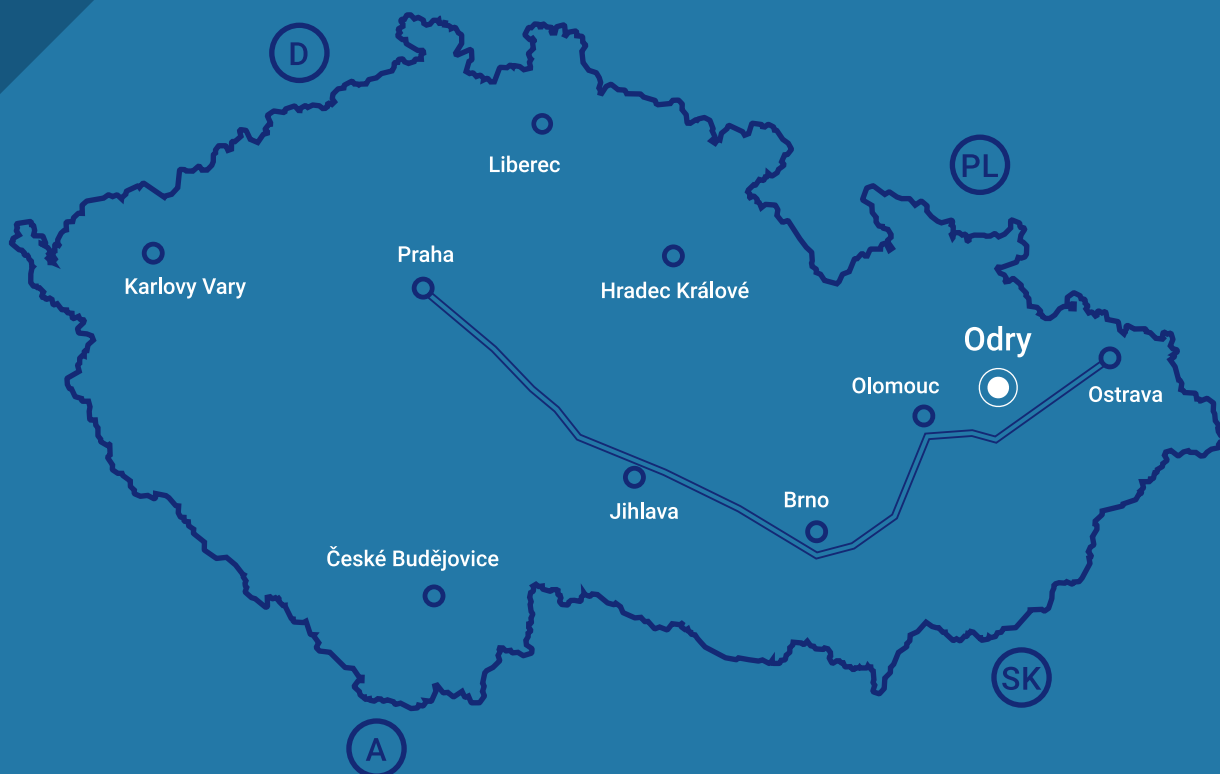 D
Liberec
PL
Praha
Karlovy Vary
Hradec Králové
Odry
Olomouc
Ostrava
Brno
Jihlava
České Budějovice
SK
A